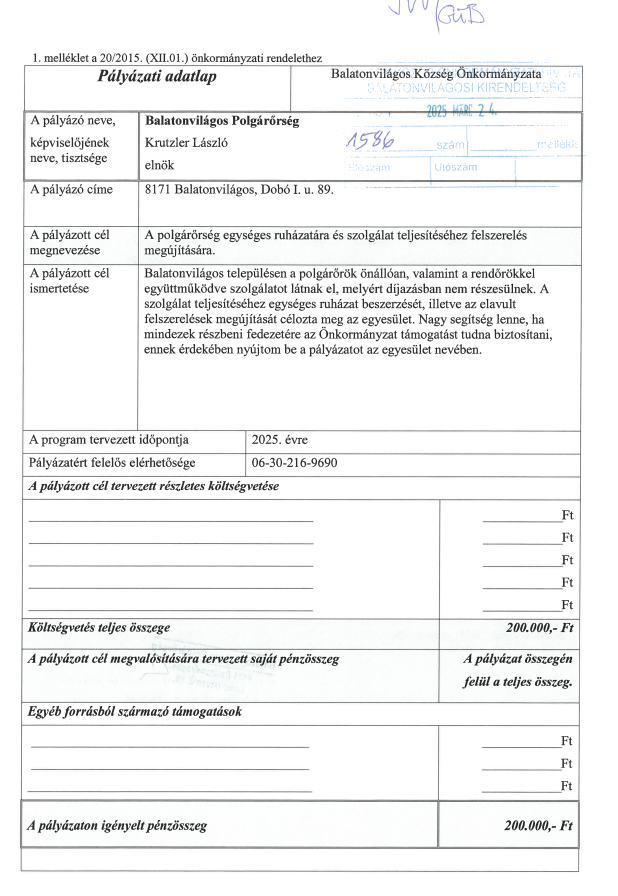 GüB
1. melléklet a 20/2015. (XII.01.) önkormányzati rendelethez
Pályázati adatlap
Balatonvilágos Község Önkormányzata
BALATONVILÁGOSI KIRENDELTSÉG
2025 MÁRC 24.
A pályázó neve,
képviselőjének
neve, tisztsége
Balatonvilágos Polgárőrség
Krutzler László
elnök
1586 szám mellékl.
Előszám Utószám
A pályázó címe
8171 Balatonvilágos, Dobó I. u. 89.
A pályázott cél
megnevezése
A polgárőrség egységes ruházatára és szolgálat teljesítéséhez felszerelés
megújítására.
A pályázott cél
ismertetése
Balatonvilágos településen a polgárőrök önállóan, valamint a rendőrökkel
együttműködve szolgálatot látnak el, melyért díjazásban nem részesülnek. A
szolgálat teljesítéséhez egységes ruházat beszerzését, illetve az elavult
felszerelések megújítását célozta meg az egyesület. Nagy segítség lenne, ha
mindezek részbeni fedezetére az Önkormányzat támogatást tudna biztosítani,
ennek érdekében nyújtom be a pályázatot az egyesület nevében.
A program tervezett időpontja
2025. évre
Pályázatért felelős elérhetősége
06-30-216-9690
A pályázott cél tervezett részletes költségvetése
Ft
Ft
Ft
Ft
Ft
Költségvetés teljes összege
200.000,- Ft
A pályázott cél megvalósítására tervezett saját pénzösszeg
A pályázat összegén
felül a teljes összeg.
Egyéb forrásból származó támogatások
Ft
Ft
Ft
A pályázaton igényelt pénzösszeg
200.000,- Ft